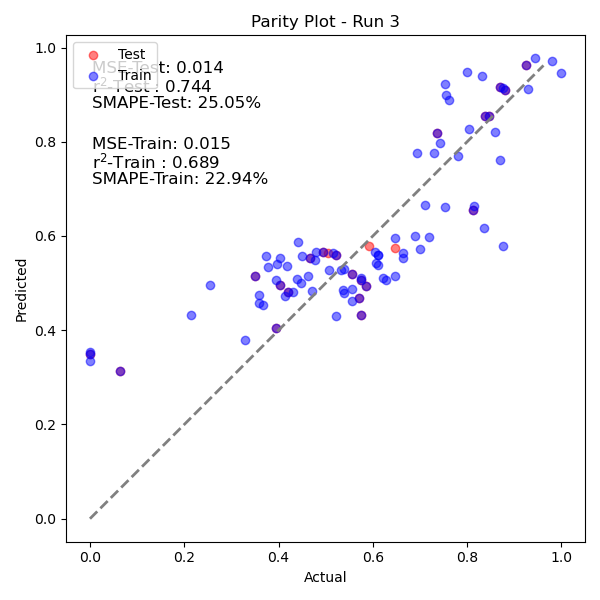 Parity Plot - Run 3
Test
Train
MSE-Test: 0.014
r²-Test : 0.744
SMAPE-Test: 25.05%
MSE-Train: 0.015
r²-Train : 0.689
SMAPE-Train: 22.94%
Predicted
1.0
0.8
0.6
0.4
0.2
0.0
0.0 0.2 0.4 0.6 0.8 1.0
Actual